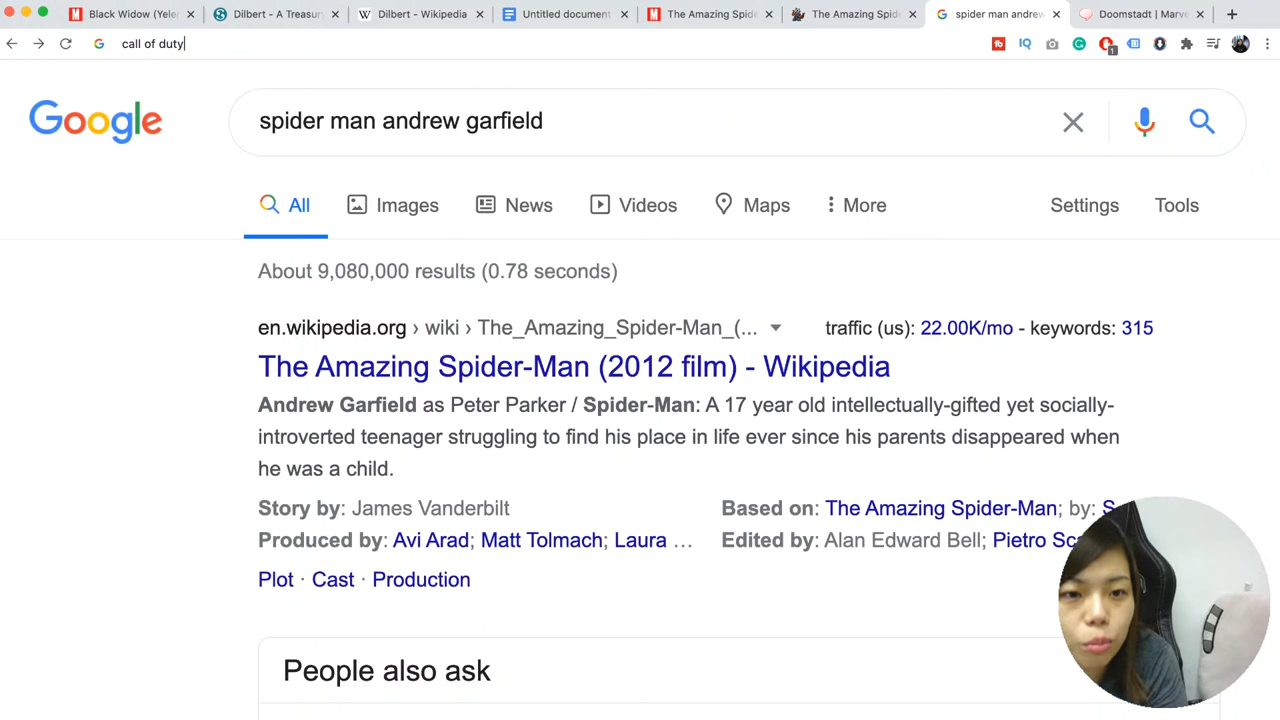 Black Widow (Yeler
Dilbert - A Treasury
Dilbert - Wikipedia
Untitled document
The Amazing Spide
The Amazing Spide
spider man andrew
Doomstadt | Marve
call of duty
1
Google
spider man andrew garfield
All
Images
News
Videos
Maps
More
Settings
Tools
About 9,080,000 results (0.78 seconds)
en.wikipedia.org › wiki › The_Amazing_Spider-Man_(...
traffic (us): 22.00K/mo - keywords: 315
The Amazing Spider-Man (2012 film) - Wikipedia
Andrew Garfield as Peter Parker / Spider-Man: A 17 year old intellectually-gifted yet socially-
introverted teenager struggling to find his place in life ever since his parents disappeared when
he was a child.
Story by: James Vanderbilt
Based on: The Amazing Spider-Man; by: S
Produced by: Avi Arad; Matt Tolmach; Laura ...
Edited by: Alan Edward Bell; Pietro Sc
Plot · Cast · Production
People also ask